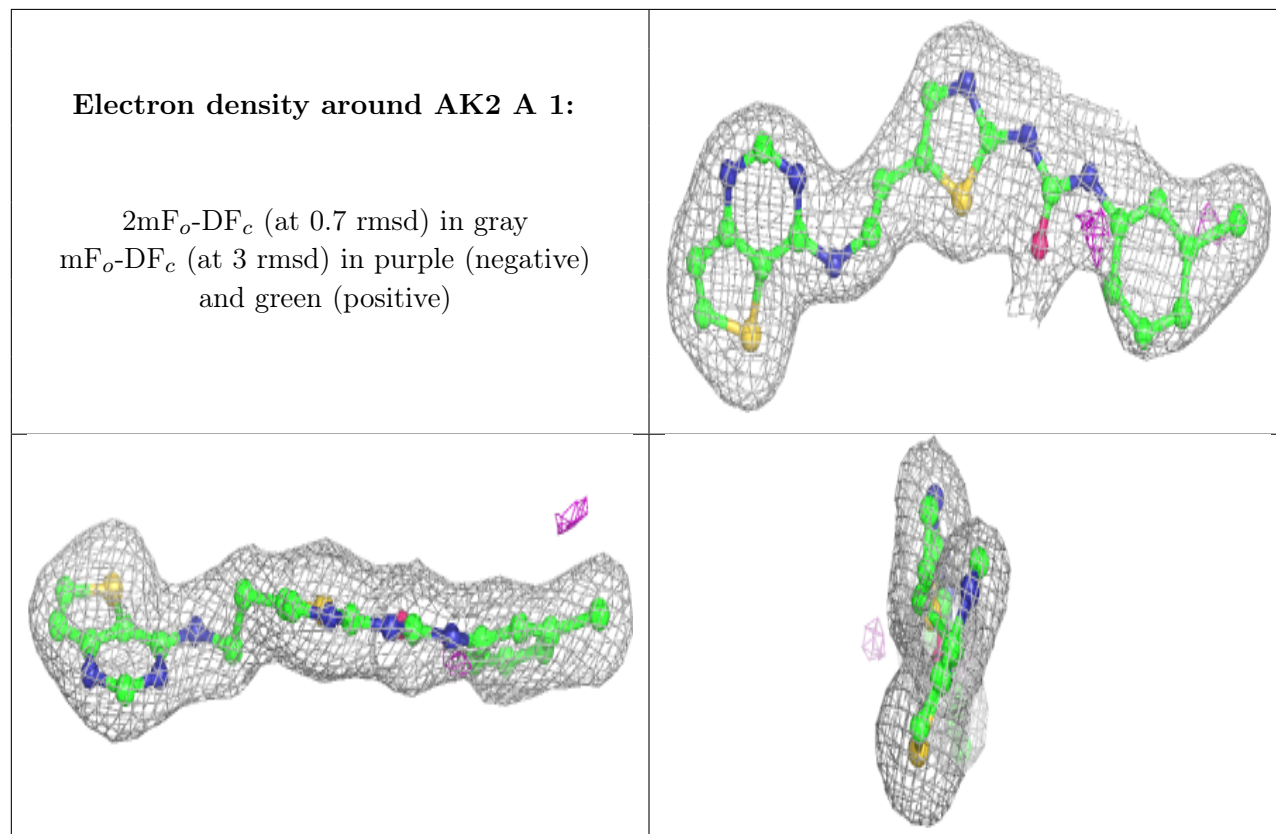 Electron density around AK2 A 1:
2mFo-DFc (at 0.7 rmsd) in gray
mFo-DFc (at 3 rmsd) in purple (negative)
and green (positive)